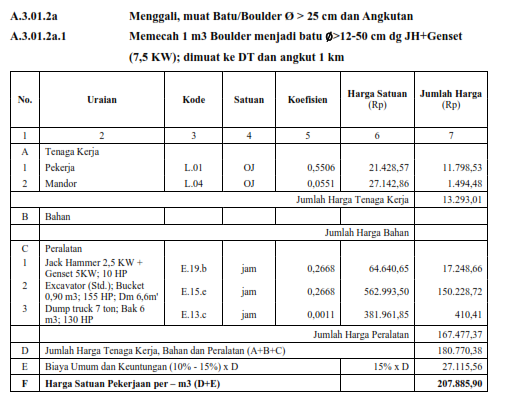 A.3.01.2a Menggali, muat Batu/Boulder Ø > 25 cm dan Angkutan
A.3.01.2a.1 Memecah 1 m3 Boulder menjadi batu Ø>12-50 cm dg JH+Genset
(7,5 KW); dimuat ke DT dan angkut 1 km
No. Uraian Kode Satuan Koefisien Harga Satuan (Rp) Jumlah Harga (Rp)
1 2 3 4 5 6 7
A Tenaga Kerja
1 Pekerja L.01 OJ 0,5506 21.428,57 11.798,53
2 Mandor L.04 OJ 0,0551 27.142,86 1.494,48
Jumlah Harga Tenaga Kerja 13.293,01
B Bahan
Jumlah Harga Bahan
C Peralatan
1 Jack Hammer 2,5 KW +
Genset 5KW; 10 HP E.19.b jam 0,2668 64.640,65 17.248,66
2 Excavator (Std.); Bucket
0,90 m3; 155 HP; Dm 6,6m' E.15.e jam 0,2668 562.993,50 150.228,72
3 Dump truck 7 ton; Bak 6
m3; 130 HP E.13.c jam 0,0011 381.961,85 410,41
Jumlah Harga Peralatan 167.477,37
D Jumlah Harga Tenaga Kerja, Bahan dan Peralatan (A+B+C) 180.770,38
E Biaya Umum dan Keuntungan (10% - 15%) x D 15% x D 27.115,56
F Harga Satuan Pekerjaan per – m3 (D+E) 207.885,90